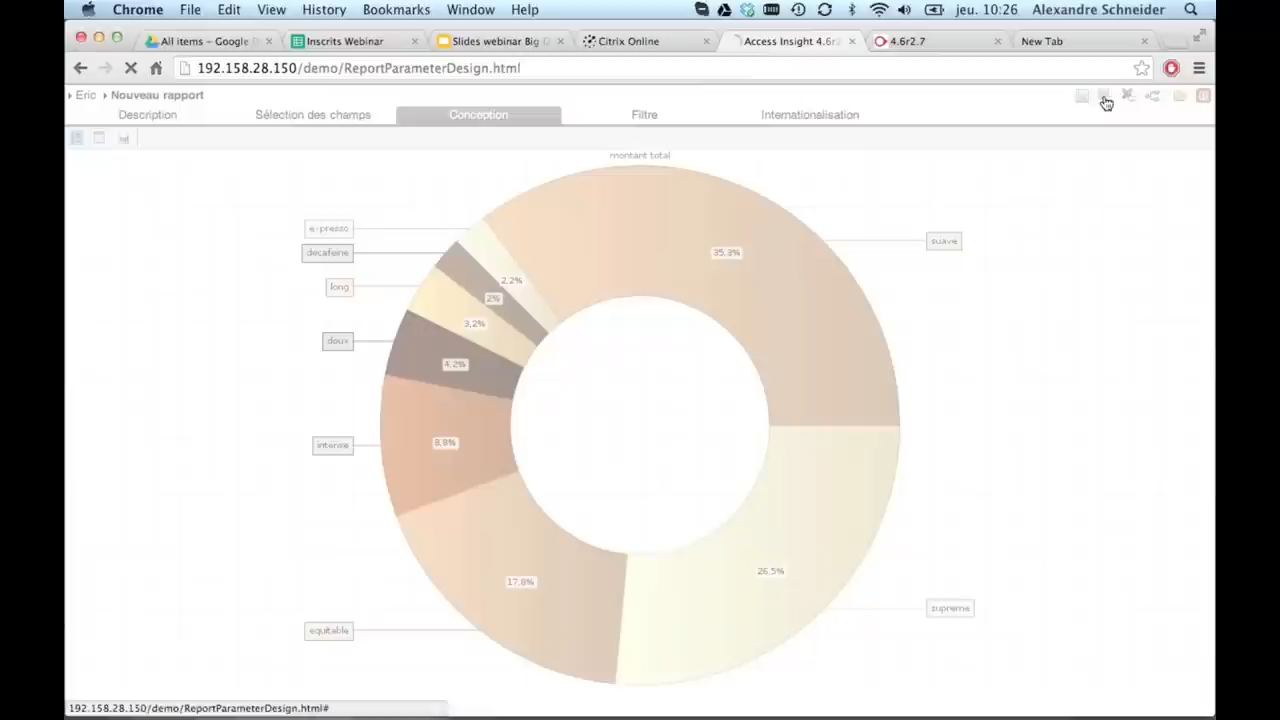 Chrome File Edit View History Bookmarks Window Help jeu. 10:26 Alexandre Schneider
All items – Google D Inscrits Webinar Slides webinar Big D Citrix Online Access Insight 4.6r2 4.6r2.7 New Tab
192.158.28.150/demo/ReportParameterDesign.html
Eric Nouveau rapport
Description Sélection des champs Conception Filtre Internationalisation
montant total
e-presso
suave
decafeine
35,3%
2,2%
long
2%
3,2%
doux
4,2%
intense
8,8%
26,5%
17,8%
supreme
equitable
192.158.28.150/demo/ReportParameterDesign.html#